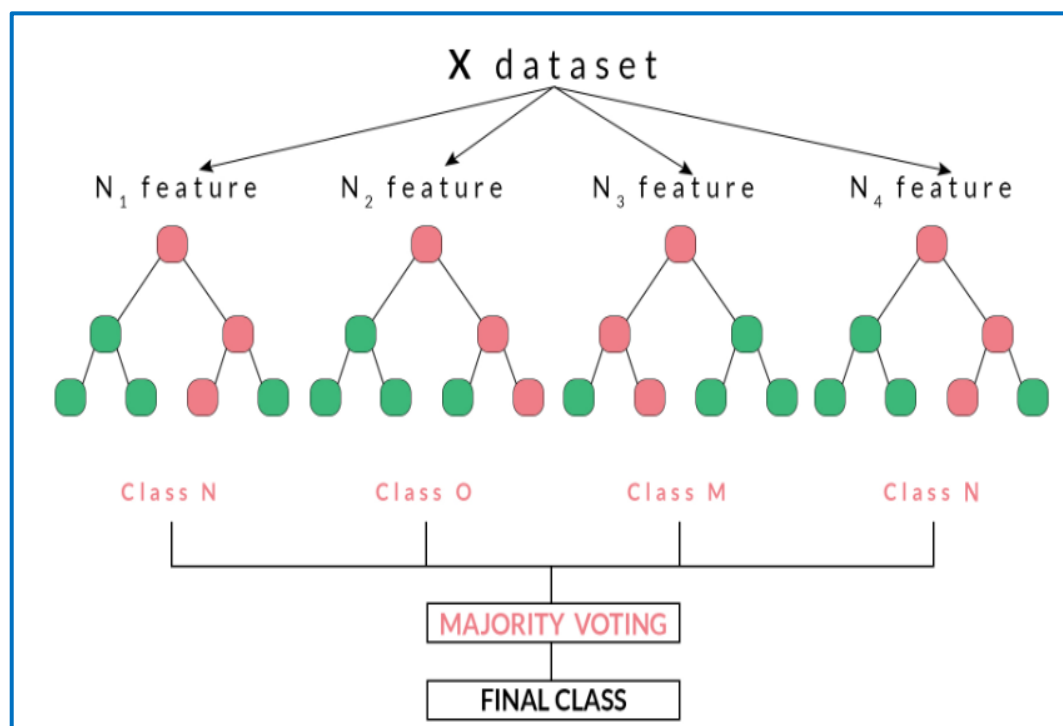 X dataset
N₁ feature N₂ feature N₃ feature N₄ feature
Class N Class O Class M Class N
MAJORITY VOTING
FINAL CLASS